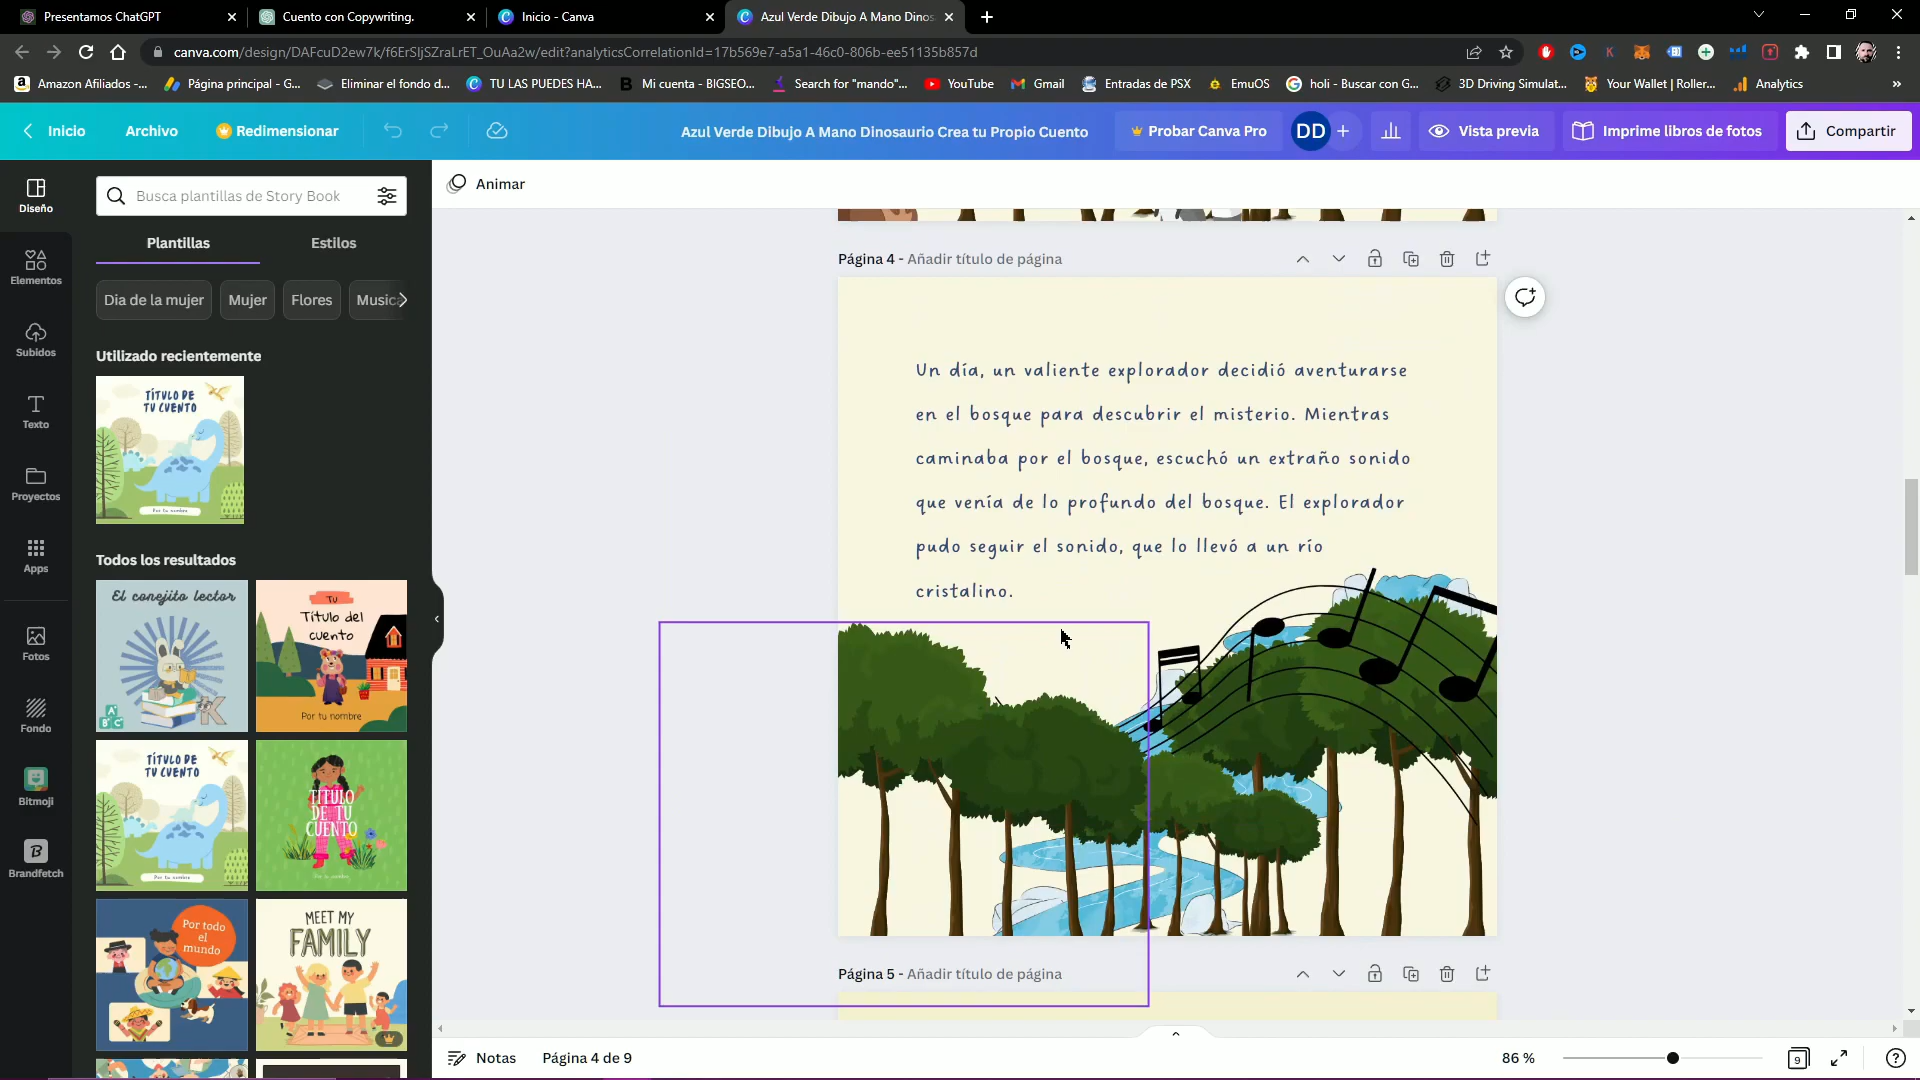 Presentamos ChatGPT
Cuento con Copywriting.
Inicio - Canva
Azul Verde Dibujo A Mano Dinos
canva.com/design/DAFcuD2ew7k/f6ErSIjSZraLrET_OuAa2w/edit?analyticsCorrelationId=17b569e7-a5a1-46c0-806b-ee51135b857d
Amazon Afiliados -...
Página principal - G...
Eliminar el fondo d...
TU LAS PUEDES HA...
Mi cuenta - BIGSEO...
Search for "mando"...
YouTube
Gmail
Entradas de PSX
EmuOS
holi - Buscar con G...
3D Driving Simulat...
Your Wallet | Roller...
Analytics
Inicio
Archivo
Redimensionar
Azul Verde Dibujo A Mano Dinosaurio Crea tu Propio Cuento
Probar Canva Pro
DD
Vista previa
Imprime libros de fotos
Compartir
Diseño
Elementos
Subidos
Texto
Proyectos
Apps
Fotos
Fondo
Bitmoji
Brandfetch
Busca plantillas de Story Book
Plantillas
Estilos
Dia de la mujer
Mujer
Flores
Musica
Utilizado recientemente
TÍTULO DE
TU CUENTO
Por tu nombre
Todos los resultados
El conejito lector
Tu
Título del
cuento
Por tu nombre
TÍTULO DE
TU CUENTO
Por tu nombre
TÍTULO
DE TU
CUENTO
Por todo
el
mundo
MEET MY
FAMILY
Animar
Página 4 - Añadir título de página
Un día, un valiente explorador decidió aventurarse
en el bosque para descubrir el misterio. Mientras
caminaba por el bosque, escuchó un extraño sonido
que venía de lo profundo del bosque. El explorador
pudo seguir el sonido, que lo llevó a un río
cristalino.
Página 5 - Añadir título de página
Notas
Página 4 de 9
86 %
9